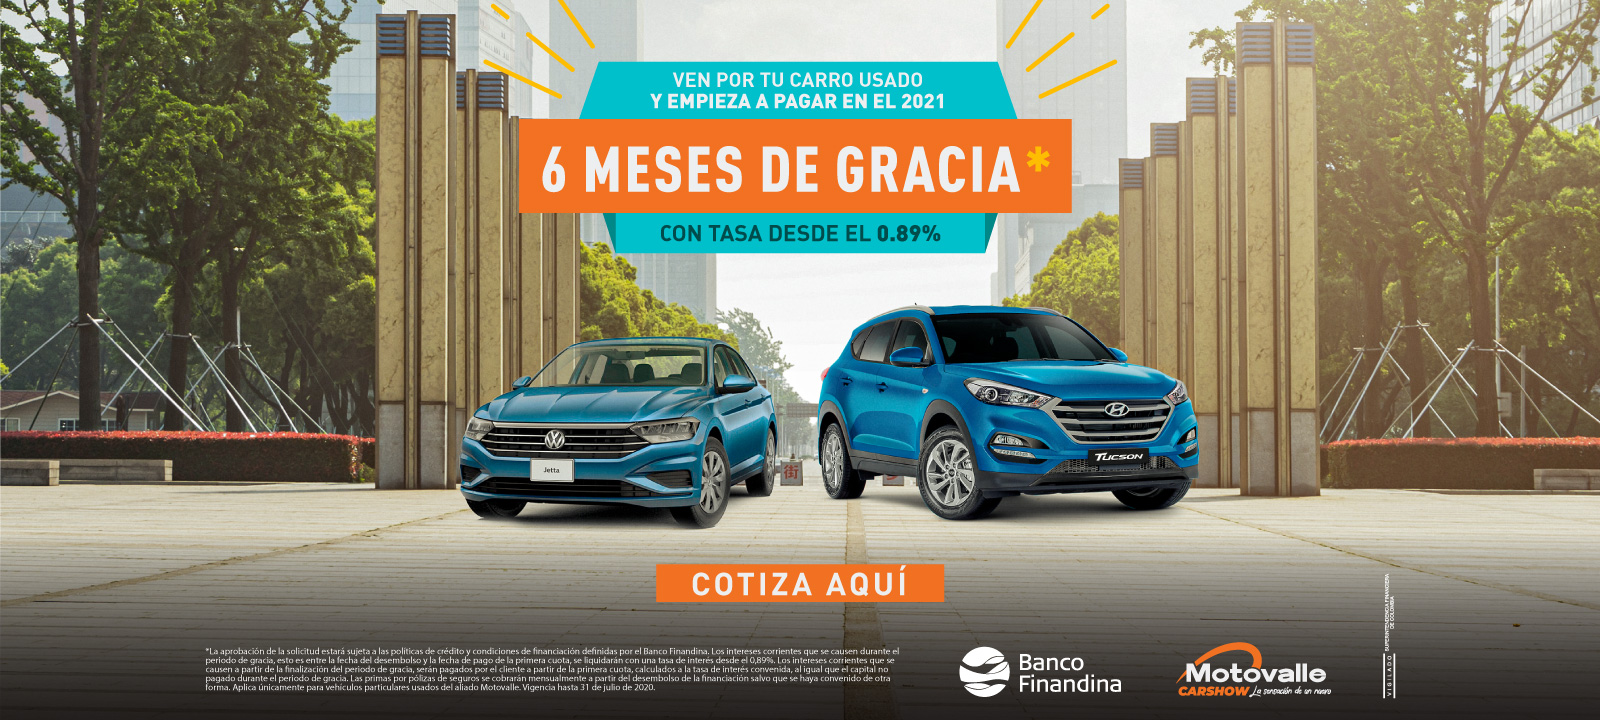 VEN POR TU CARRO USADO
Y EMPIEZA A PAGAR EN EL 2021
6 MESES DE GRACIA*
CON TASA DESDE EL 0.89%
Jetta
TUCSON
街
COTIZA AQUÍ
*La aprobación de la solicitud estará sujeta a las políticas de crédito y condiciones de financiación definidas por el Banco Finandina. Los intereses corrientes que se causen durante el
periodo de gracia, esto es entre la fecha del desembolso y la fecha de pago de la primera cuota, se liquidarán con una tasa de interés desde el 0,89%. Los intereses corrientes que se
causen a partir de la finalización del periodo de gracia, serán pagados por el cliente a partir de la primera cuota, calculados a la tasa de interés convenida, al igual que el capital no
pagado durante el periodo de gracia. Las primas por pólizas de seguros se cobrarán mensualmente a partir del desembolso de la financiación salvo que se haya convenido de otra
forma. Aplica únicamente para vehículos particulares usados del aliado Motovalle. Vigencia hasta 31 de julio de 2020.
Banco
Finandina
Motovalle
CARSHOW La sensación de un nuevo
VIGILADO SUPERINTENDENCIA FINANCIERA
DE COLOMBIA